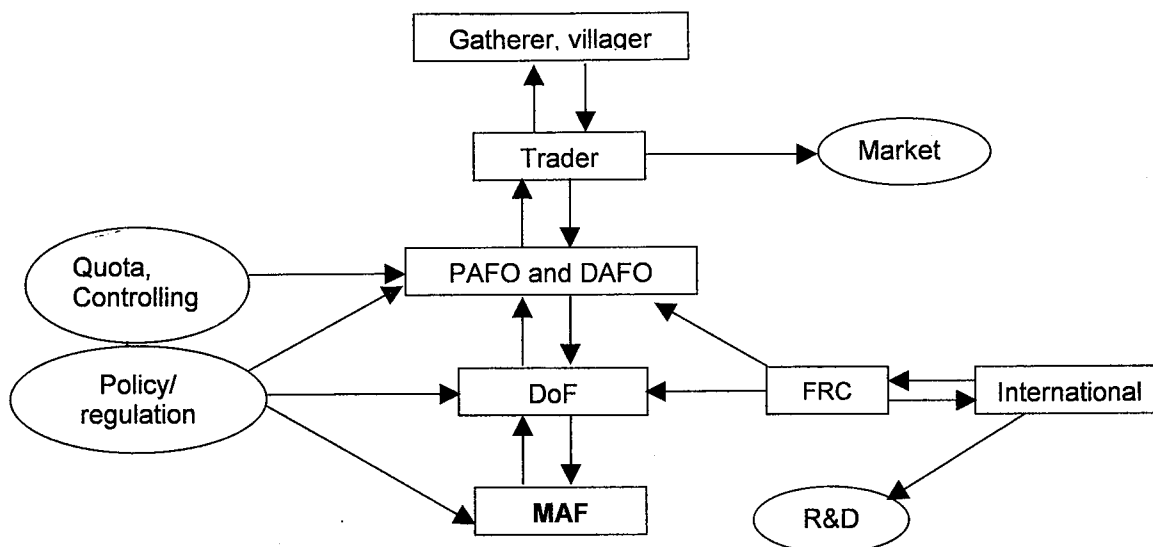 Gatherer, villager
Trader
Market
Quota,
Controlling
PAFO and DAFO
Policy/
regulation
DoF
FRC
International
MAF
R&D